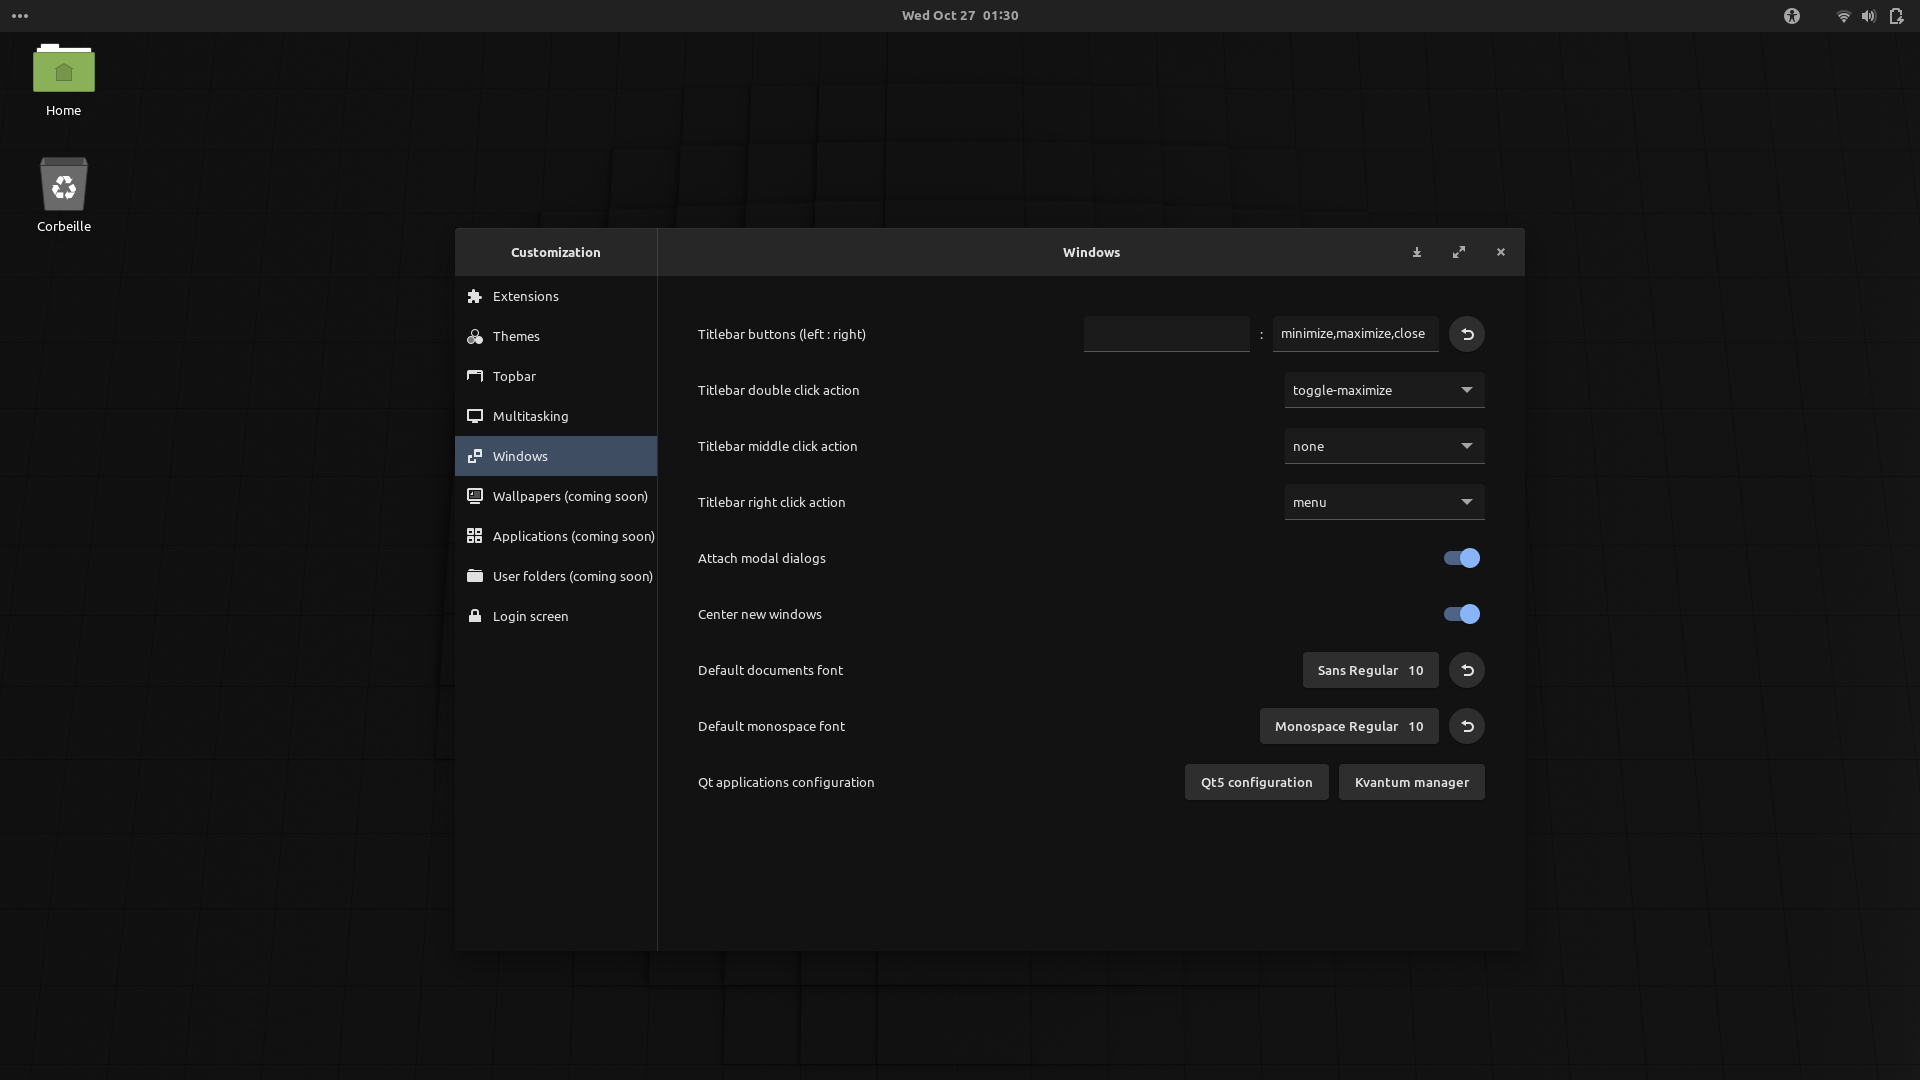 Wed Oct 27 01:30
Home
Corbeille
Customization
Windows
Extensions
Themes
Topbar
Multitasking
Windows
Wallpapers (coming soon)
Applications (coming soon)
User folders (coming soon)
Login screen
Titlebar buttons (left : right)
: minimize,maximize,close
Titlebar double click action
toggle-maximize
Titlebar middle click action
none
Titlebar right click action
menu
Attach modal dialogs
Center new windows
Default documents font
Sans Regular 10
Default monospace font
Monospace Regular 10
Qt applications configuration
Qt5 configuration
Kvantum manager